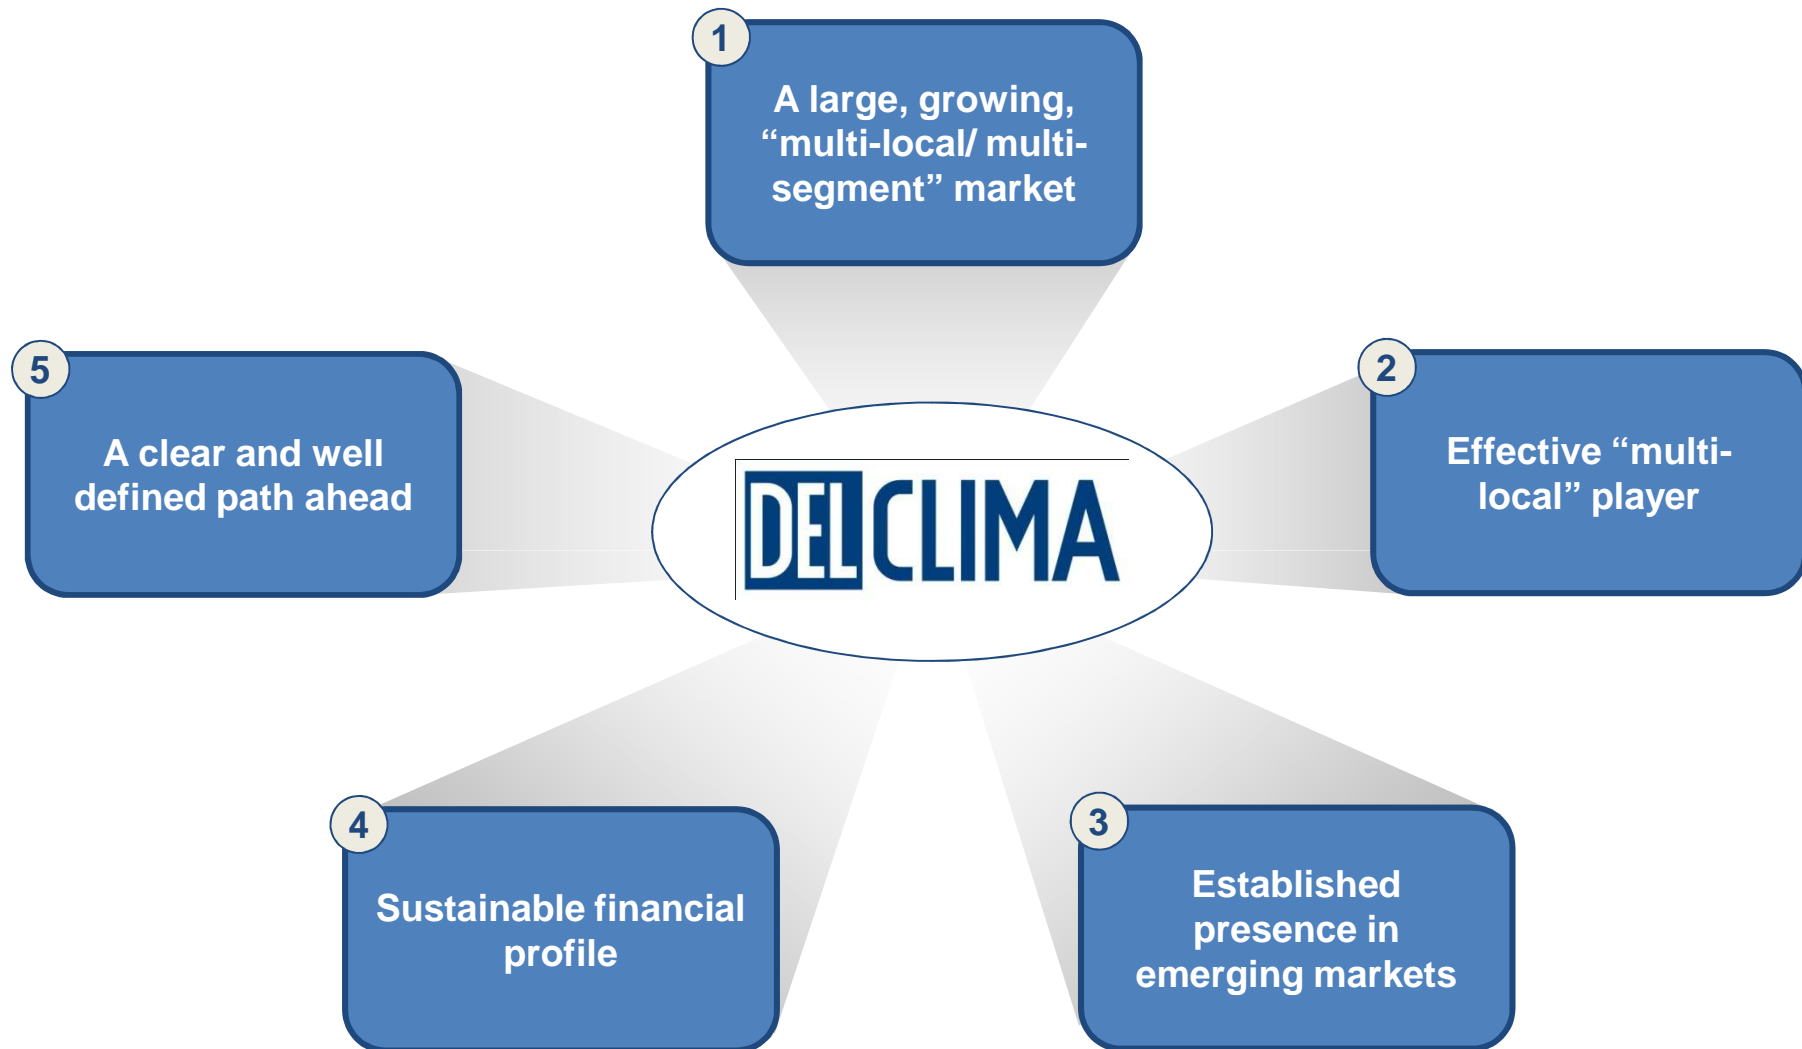 1
A large, growing,
“multi-local/ multi-
segment” market
2
Effective “multi-
local” player
3
Established
presence in
emerging markets
4
Sustainable financial
profile
5
A clear and well
defined path ahead
DELCLIMA